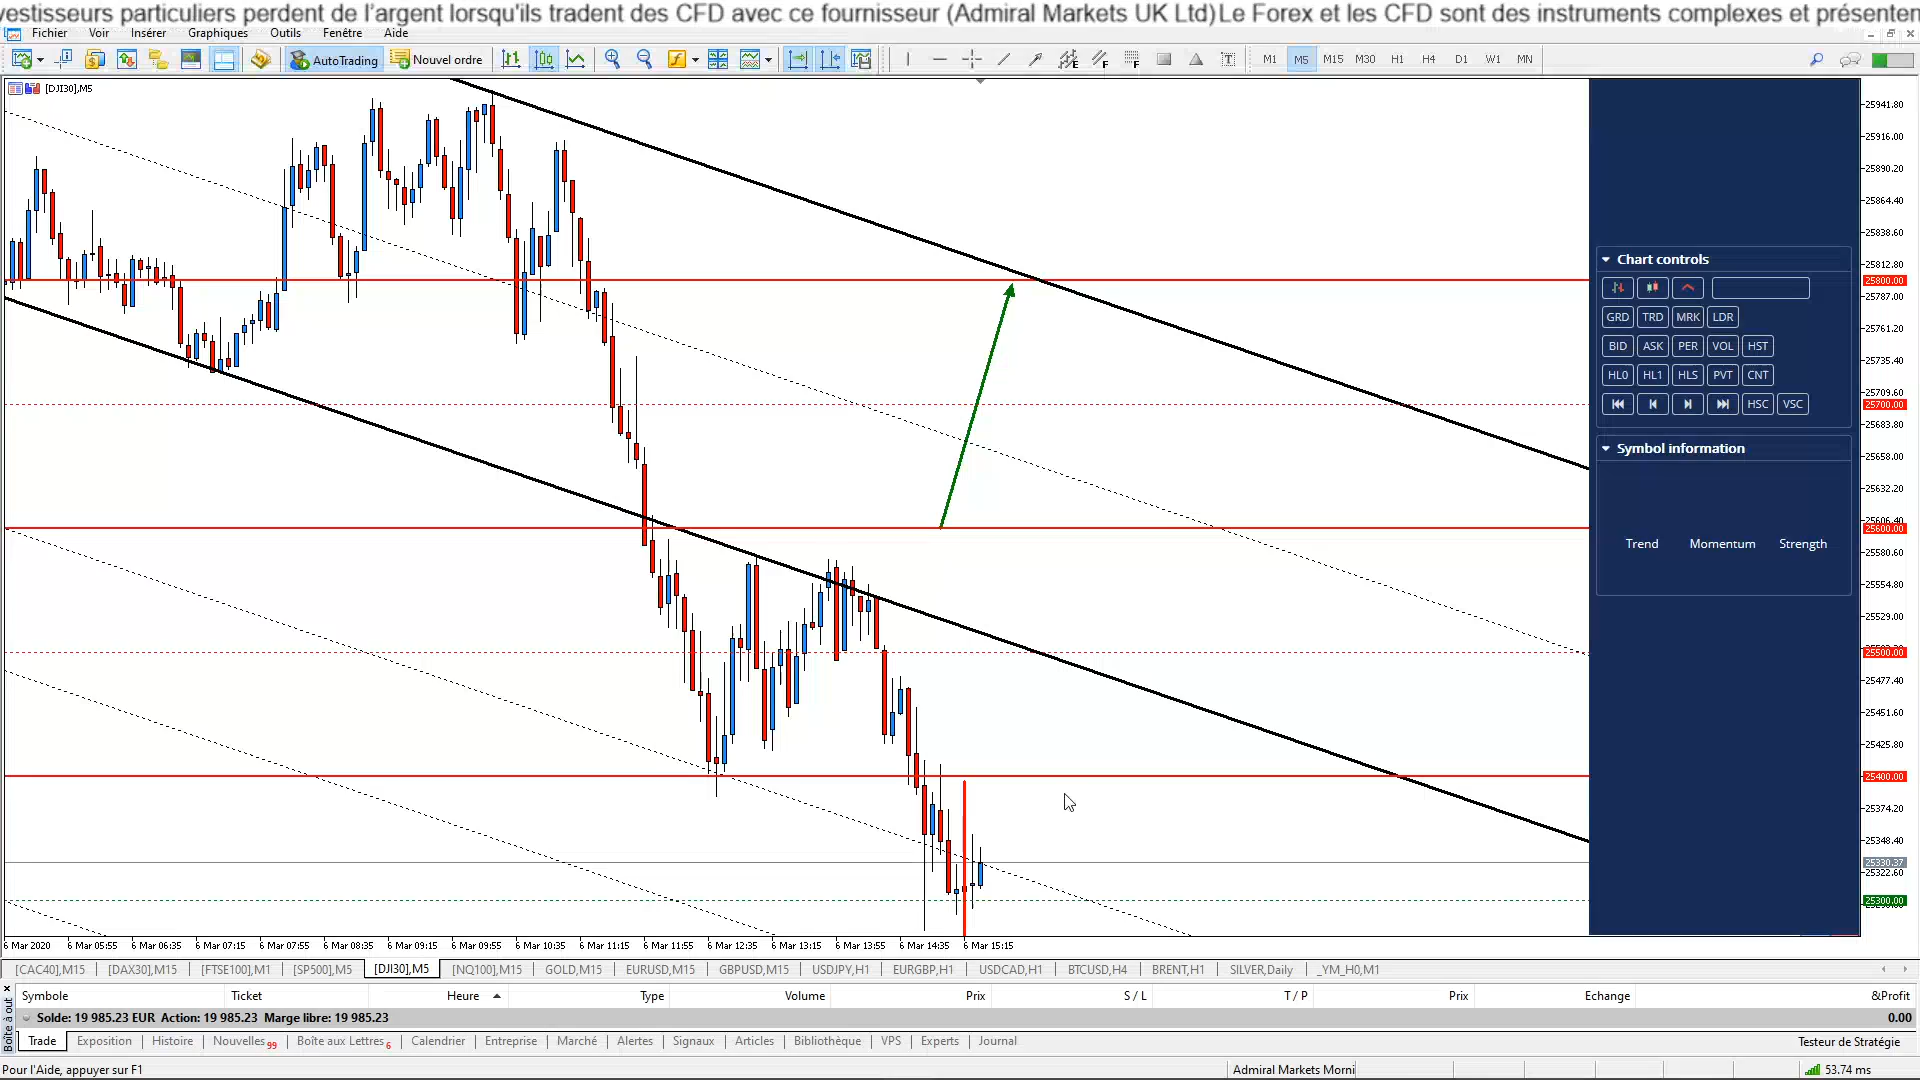 vestisseurs particuliers perdent de l'argent lorsqu'ils tradent des CFD avec ce fournisseur (Admiral Markets UK Ltd)Le Forex et les CFD sont des instruments complexes et présenten
Fichier Voir Insérer Graphiques Outils Fenêtre Aide
AutoTrading Nouvel ordre M1 M5 M15 M30 H1 H4 D1 W1 MN
[DJI30],M5
25941.80
25916.00
25890.20
25864.40
25838.60
25812.80
25800.00
25787.00
25761.20
25735.40
25709.60
25700.00
25683.80
25658.00
25632.20
25606.40
25600.00
25580.60
25554.80
25529.00
25500.00
25477.40
25451.60
25425.80
25400.00
25374.20
25348.40
25330.37
25322.60
25300.00
Chart controls
GRD TRD MRK LDR
BID ASK PER VOL HST
HL0 HL1 HLS PVT CNT
HSC VSC
Symbol information
Trend Momentum Strength
6 Mar 2020 6 Mar 05:55 6 Mar 06:35 6 Mar 07:15 6 Mar 07:55 6 Mar 08:35 6 Mar 09:15 6 Mar 09:55 6 Mar 10:35 6 Mar 11:15 6 Mar 11:55 6 Mar 12:35 6 Mar 13:15 6 Mar 13:55 6 Mar 14:35 6 Mar 15:15
[CAC40],M15 [DAX30],M15 [FTSE100],M1 [SP500],M5 [DJI30],M5 [NQ100],M15 GOLD,M15 EURUSD,M15 GBPUSD,M15 USDJPY,H1 EURGBP,H1 USDCAD,H1 BTCUSD,H4 BRENT,H1 SILVER,Daily _YM_H0,M1
Symbole Ticket Heure Type Volume Prix S / L T / P Prix Echange &Profit
Solde: 19 985.23 EUR Action: 19 985.23 Marge libre: 19 985.23 0.00
Boîte à out
Trade Exposition Histoire Nouvelles 99 Boîte aux Lettres 6 Calendrier Entreprise Marché Alertes Signaux Articles Bibliothèque VPS Experts Journal Testeur de Stratégie
Pour l'Aide, appuyer sur F1 Admiral Markets Morni 53.74 ms